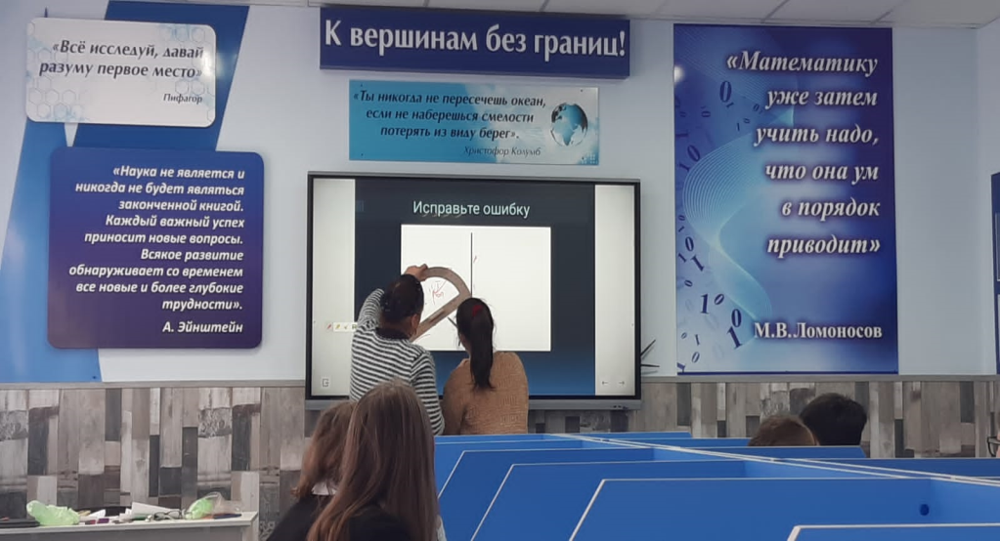 «Всё исследуй, давай
разуму первое место»
Пифагор
К вершинам без границ!
«Ты никогда не пересечешь океан,
если не наберешься смелости
потерять из виду берег».
Христофор Колумб
«Математику
уже затем
учить надо,
что она ум
в порядок
приводит»
М.В.Ломоносов
«Наука не является и
никогда не будет являться
законченной книгой.
Каждый важный успех
приносит новые вопросы.
Всякое развитие
обнаруживает со временем
все новые и более глубокие
трудности».
А. Эйнштейн
Исправьте ошибку